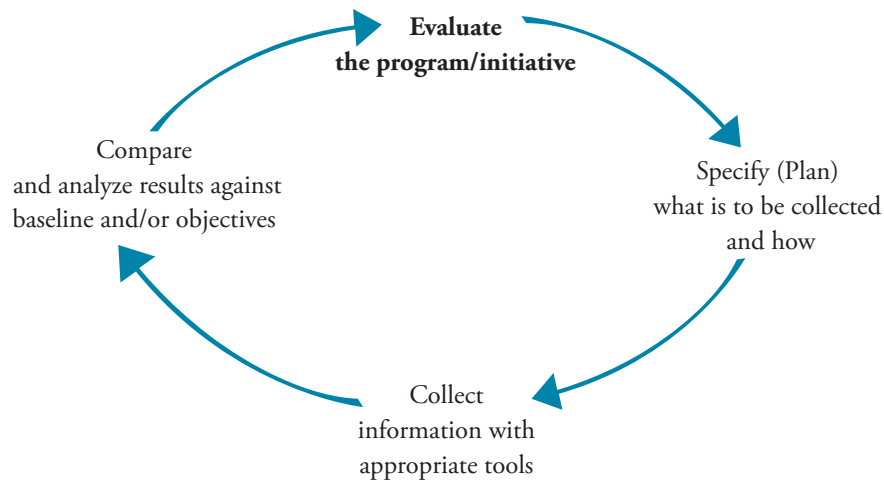 Evaluate
the program/initiative
Specify (Plan)
what is to be collected
and how
Collect
information with
appropriate tools
Compare
and analyze results against
baseline and/or objectives